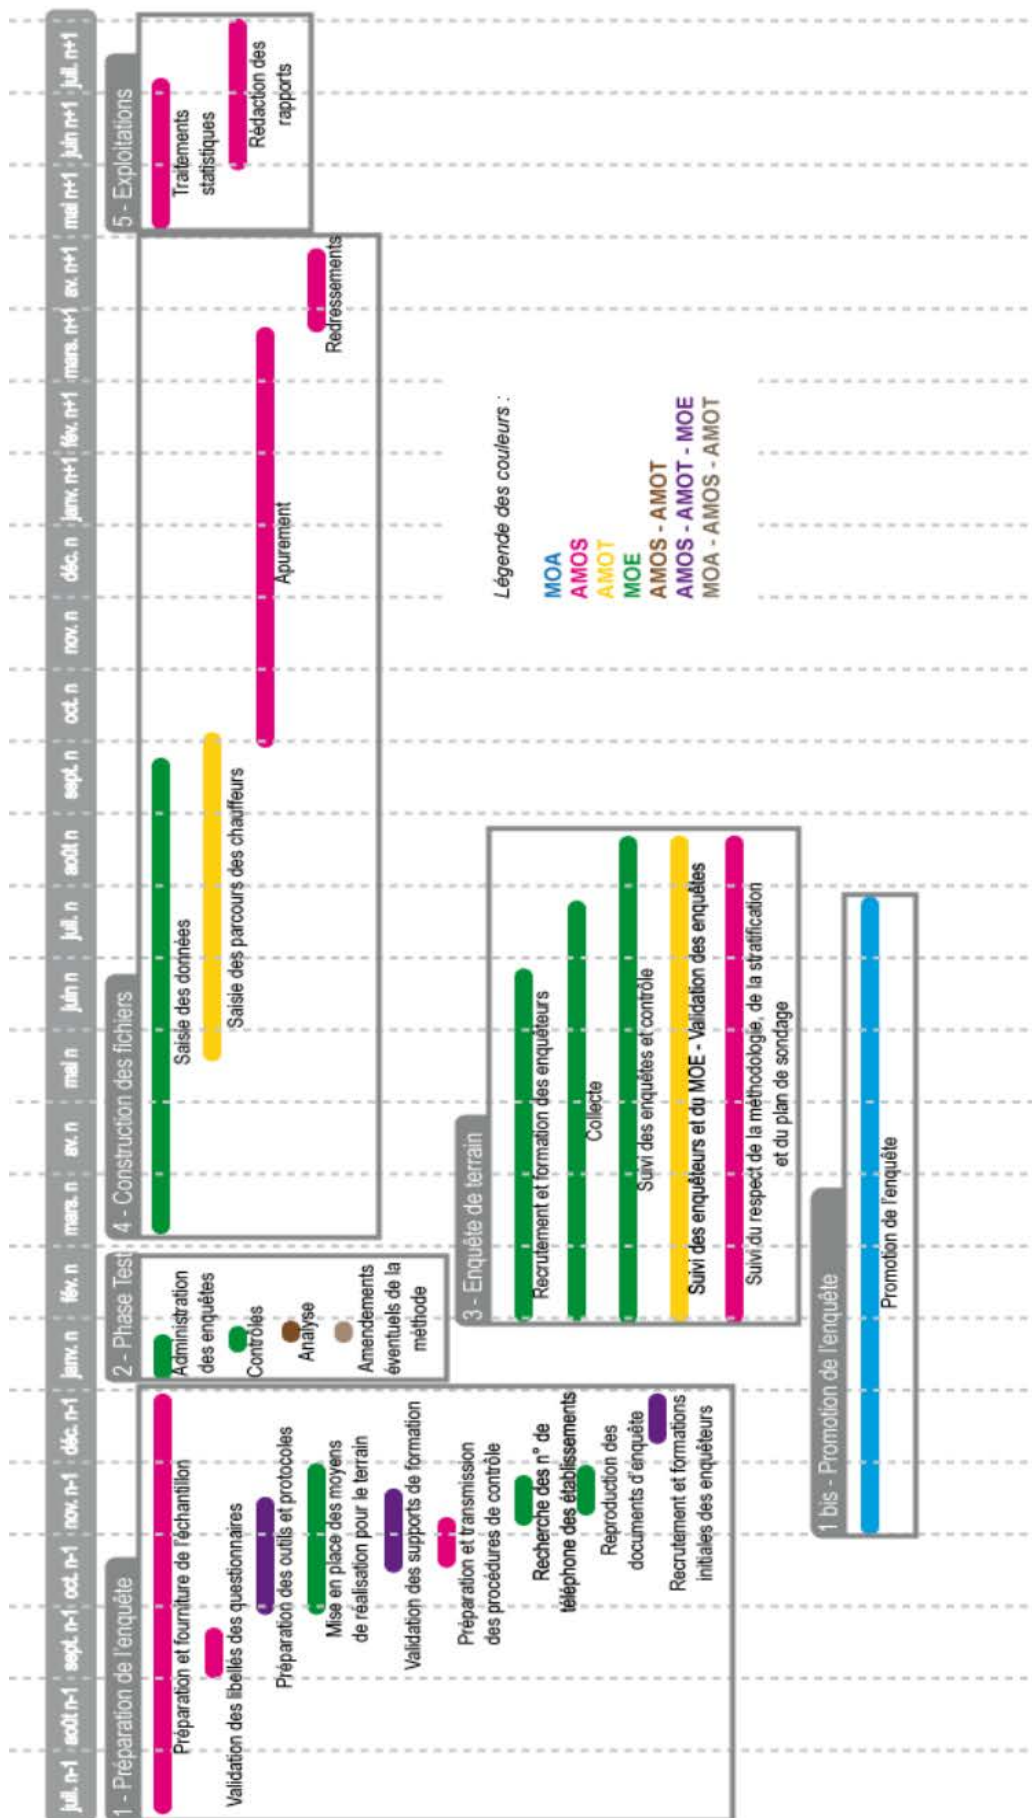 juil. n-1
août n-1
sept. n-1
oct. n-1
nov. n-1
déc. n-1
janv. n
fév. n
mars. n
av. n
mai n
juin n
juil. n
août n
sept. n
oct. n
nov. n
déc. n
janv. n+1
fév. n+1
mars. n+1
av. n+1
mai n+1
juin n+1
juil. n+1
1 - Préparation de l'enquête
Préparation et fourniture de l'échantillon
Validation des libellés des questionnaires
Préparation des outils et protocoles
Mise en place des moyens
de réalisation pour le terrain
Validation des supports de formation
Préparation et transmission
des procédures de contrôle
Recherche des n° de
téléphone des établissements
Reproduction des
documents d'enquête
Recrutement et formations
initiales des enquêteurs
2 - Phase Test
Administration
des enquêtes
Contrôles
Analyse
Amendements
éventuels de la
méthode
4 - Construction des fichiers
Saisie des données
Saisie des parcours des chauffeurs
Apurement
Redressements
5 - Exploitations
Traitements
statistiques
Rédaction des
rapports
3 - Enquête de terrain
Recrutement et formation des enquêteurs
Collecte
Suivi des enquêtes et contrôle
Suivi des enquêteurs et du MOE - Validation des enquêtes
Suivi du respect de la méthodologie, de la stratification
et du plan de sondage
1 bis - Promotion de l'enquête
Promotion de l'enquête
Légende des couleurs :
MOA
AMOS
AMOT
MOE
AMOS - AMOT
AMOS - AMOT - MOE
MOA - AMOS - AMOT